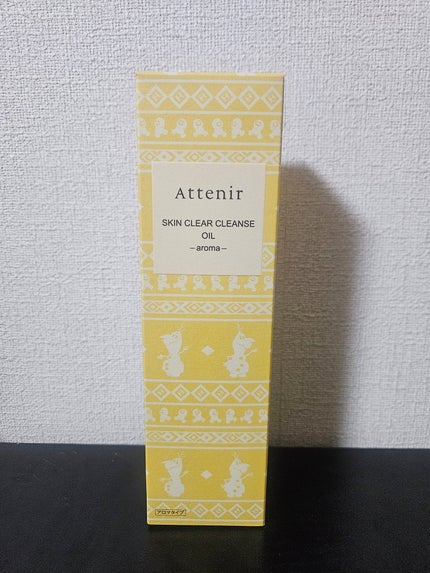 Attenir
SKIN CLEAR CLEANSE
OIL
–aroma–
アロマタイプ